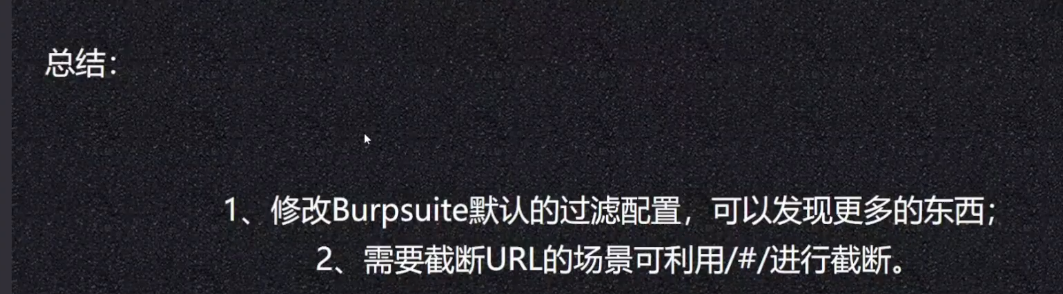 总结：
1、修改Burpsuite默认的过滤配置，可以发现更多的东西；
2、需要截断URL的场景可利用/#/进行截断。